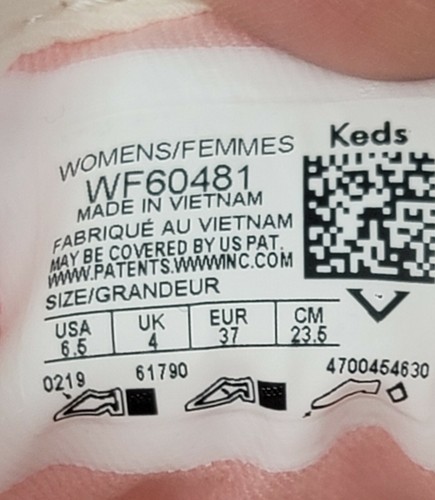 Keds
WOMENS/FEMMES
WF60481
MADE IN VIETNAM
FABRIQUÉ AU VIETNAM
MAY BE COVERED BY US PAT.
WWW.PATENTS.WWWINC.COM
SIZE/GRANDEUR
USA UK EUR CM
6.5 4 37 23.5
0219 61790 4700454630